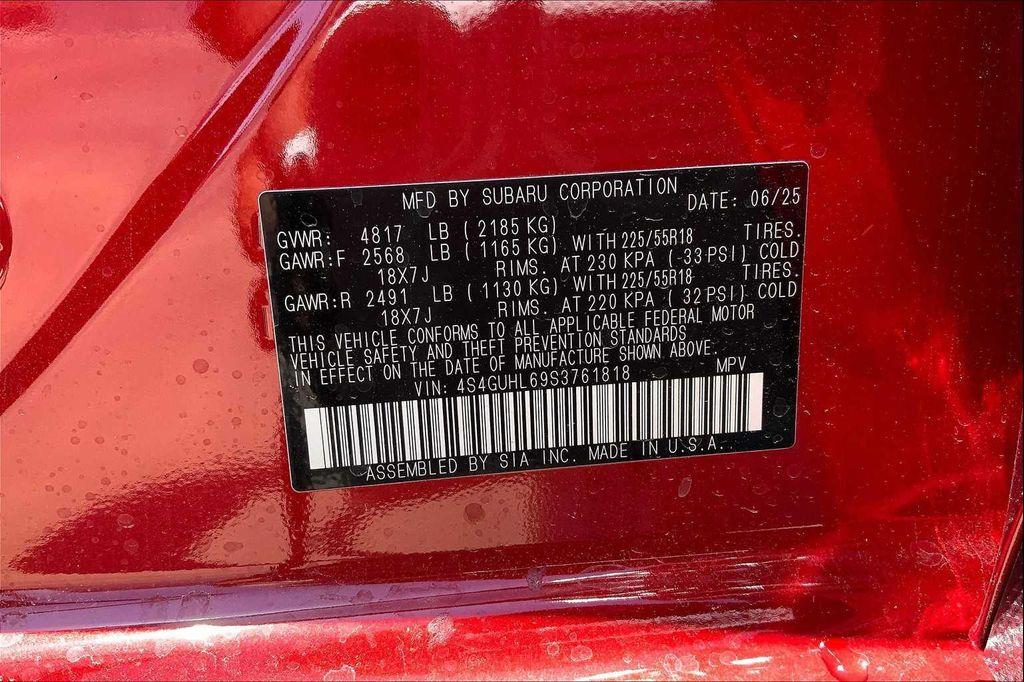 MFD BY SUBARU CORPORATION DATE: 06/25
GVWR: 4817 LB ( 2185 KG)
GAWR:F 2568 LB ( 1165 KG) WITH 225/55R18 TIRES.
18X7J RIMS. AT 230 KPA ( 33 PSI) COLD
GAWR:R 2491 LB ( 1130 KG) WITH 225/55R18 TIRES.
18X7J RIMS. AT 220 KPA ( 32 PSI) COLD
THIS VEHICLE CONFORMS TO ALL APPLICABLE FEDERAL MOTOR
VEHICLE SAFETY AND THEFT PREVENTION STANDARDS
IN EFFECT ON THE DATE OF MANUFACTURE SHOWN ABOVE.
VIN: 4S4GUHL69S3761818 MPV
ASSEMBLED BY SIA INC. MADE IN U.S.A.